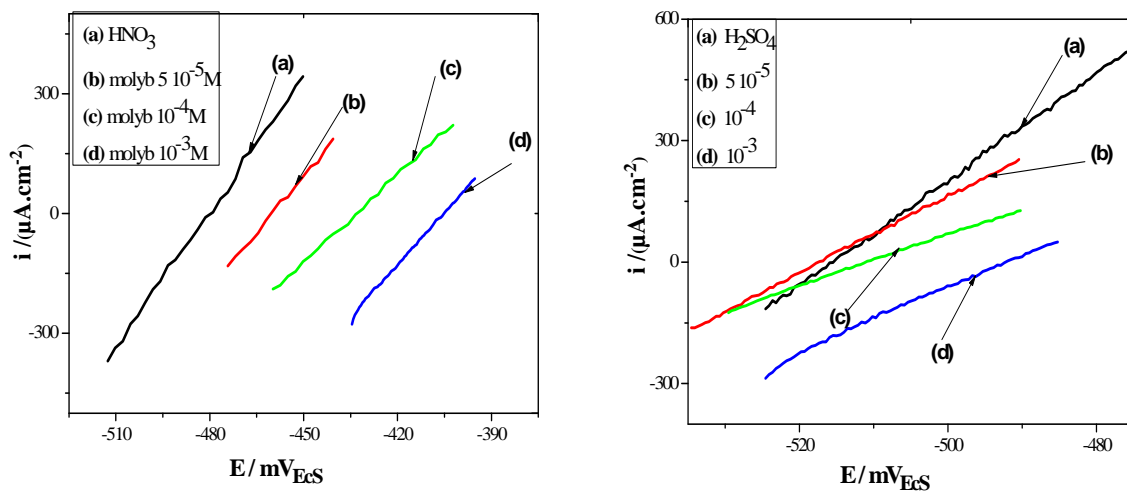 (a) HNO3
(b) molyb 5 10-5M
(c) molyb 10-4M
(d) molyb 10-3M
(a)
(b)
(c)
(d)
300
0
-300
-510
-480
-450
-420
-390
i /(µA.cm-2)
E / mVEcS
(a) H2SO4
(b) 5 10-5
(c) 10-4
(d) 10-3
(a)
(b)
(c)
(d)
600
300
0
-300
-520
-500
-480
i /(µA.cm-2)
E / mVEcS